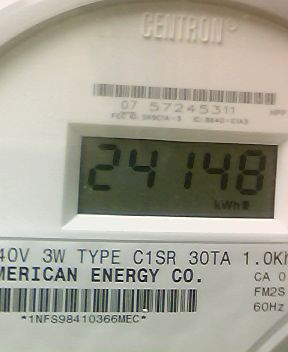 CENTRON®
07 57245311
24148
kWh
40V 3W TYPE C1SR 30TA 1.0Kh
MERICAN ENERGY CO.
CA 0
FM2S
60Hz
*1NFS98410366MEC*